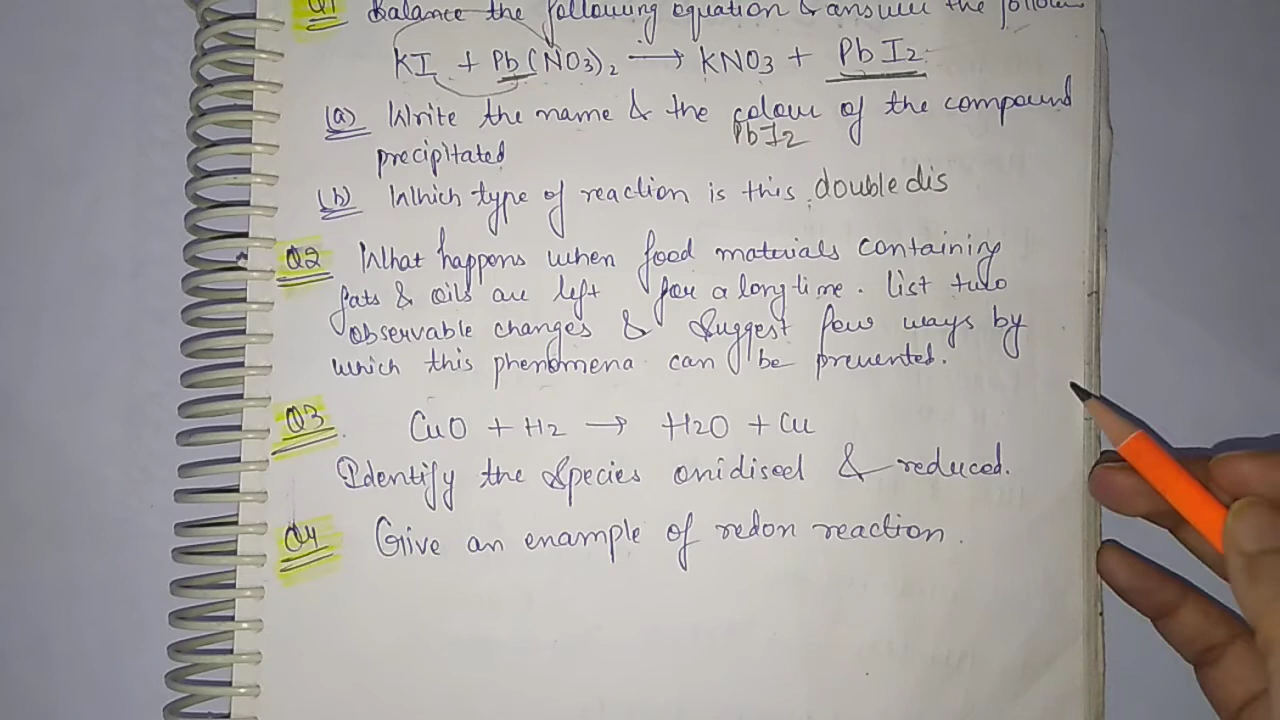 Q1 Balance the following equation & answer the follow
KI + Pb(NO3)2 → KNO3 + PbI2
(a) Write the name & the colour of the compound
PbI2
precipitated
(b) Which type of reaction is this. double dis
Q2 What happens when food materials containing
fats & oils are left for a long time. List two
observable changes & Suggest few ways by
which this phenomena can be prevented.
Q3 CuO + H2 → H2O + Cu
Identify the Species oxidised & reduced.
Q4 Give an example of redox reaction.